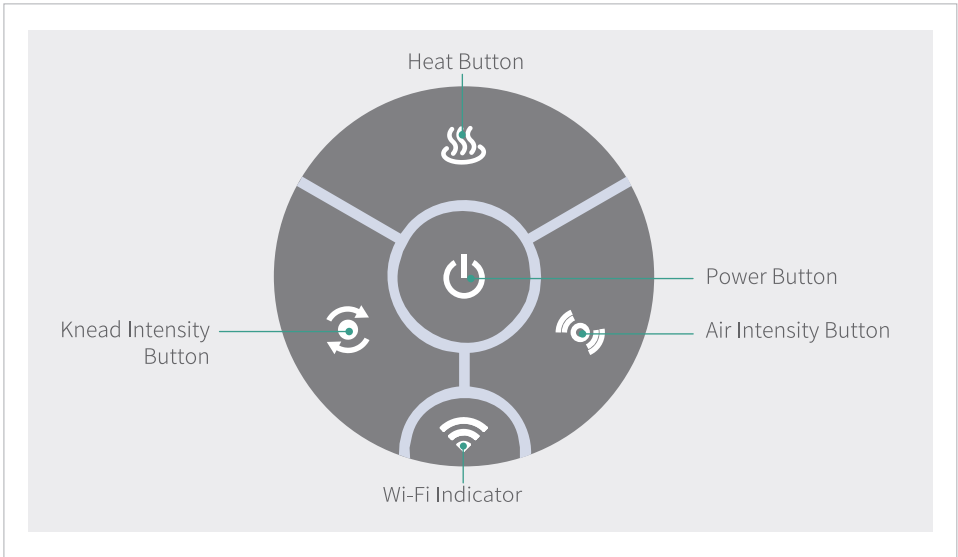 Heat Button
Power Button
Knead Intensity
Button
Air Intensity Button
Wi-Fi Indicator